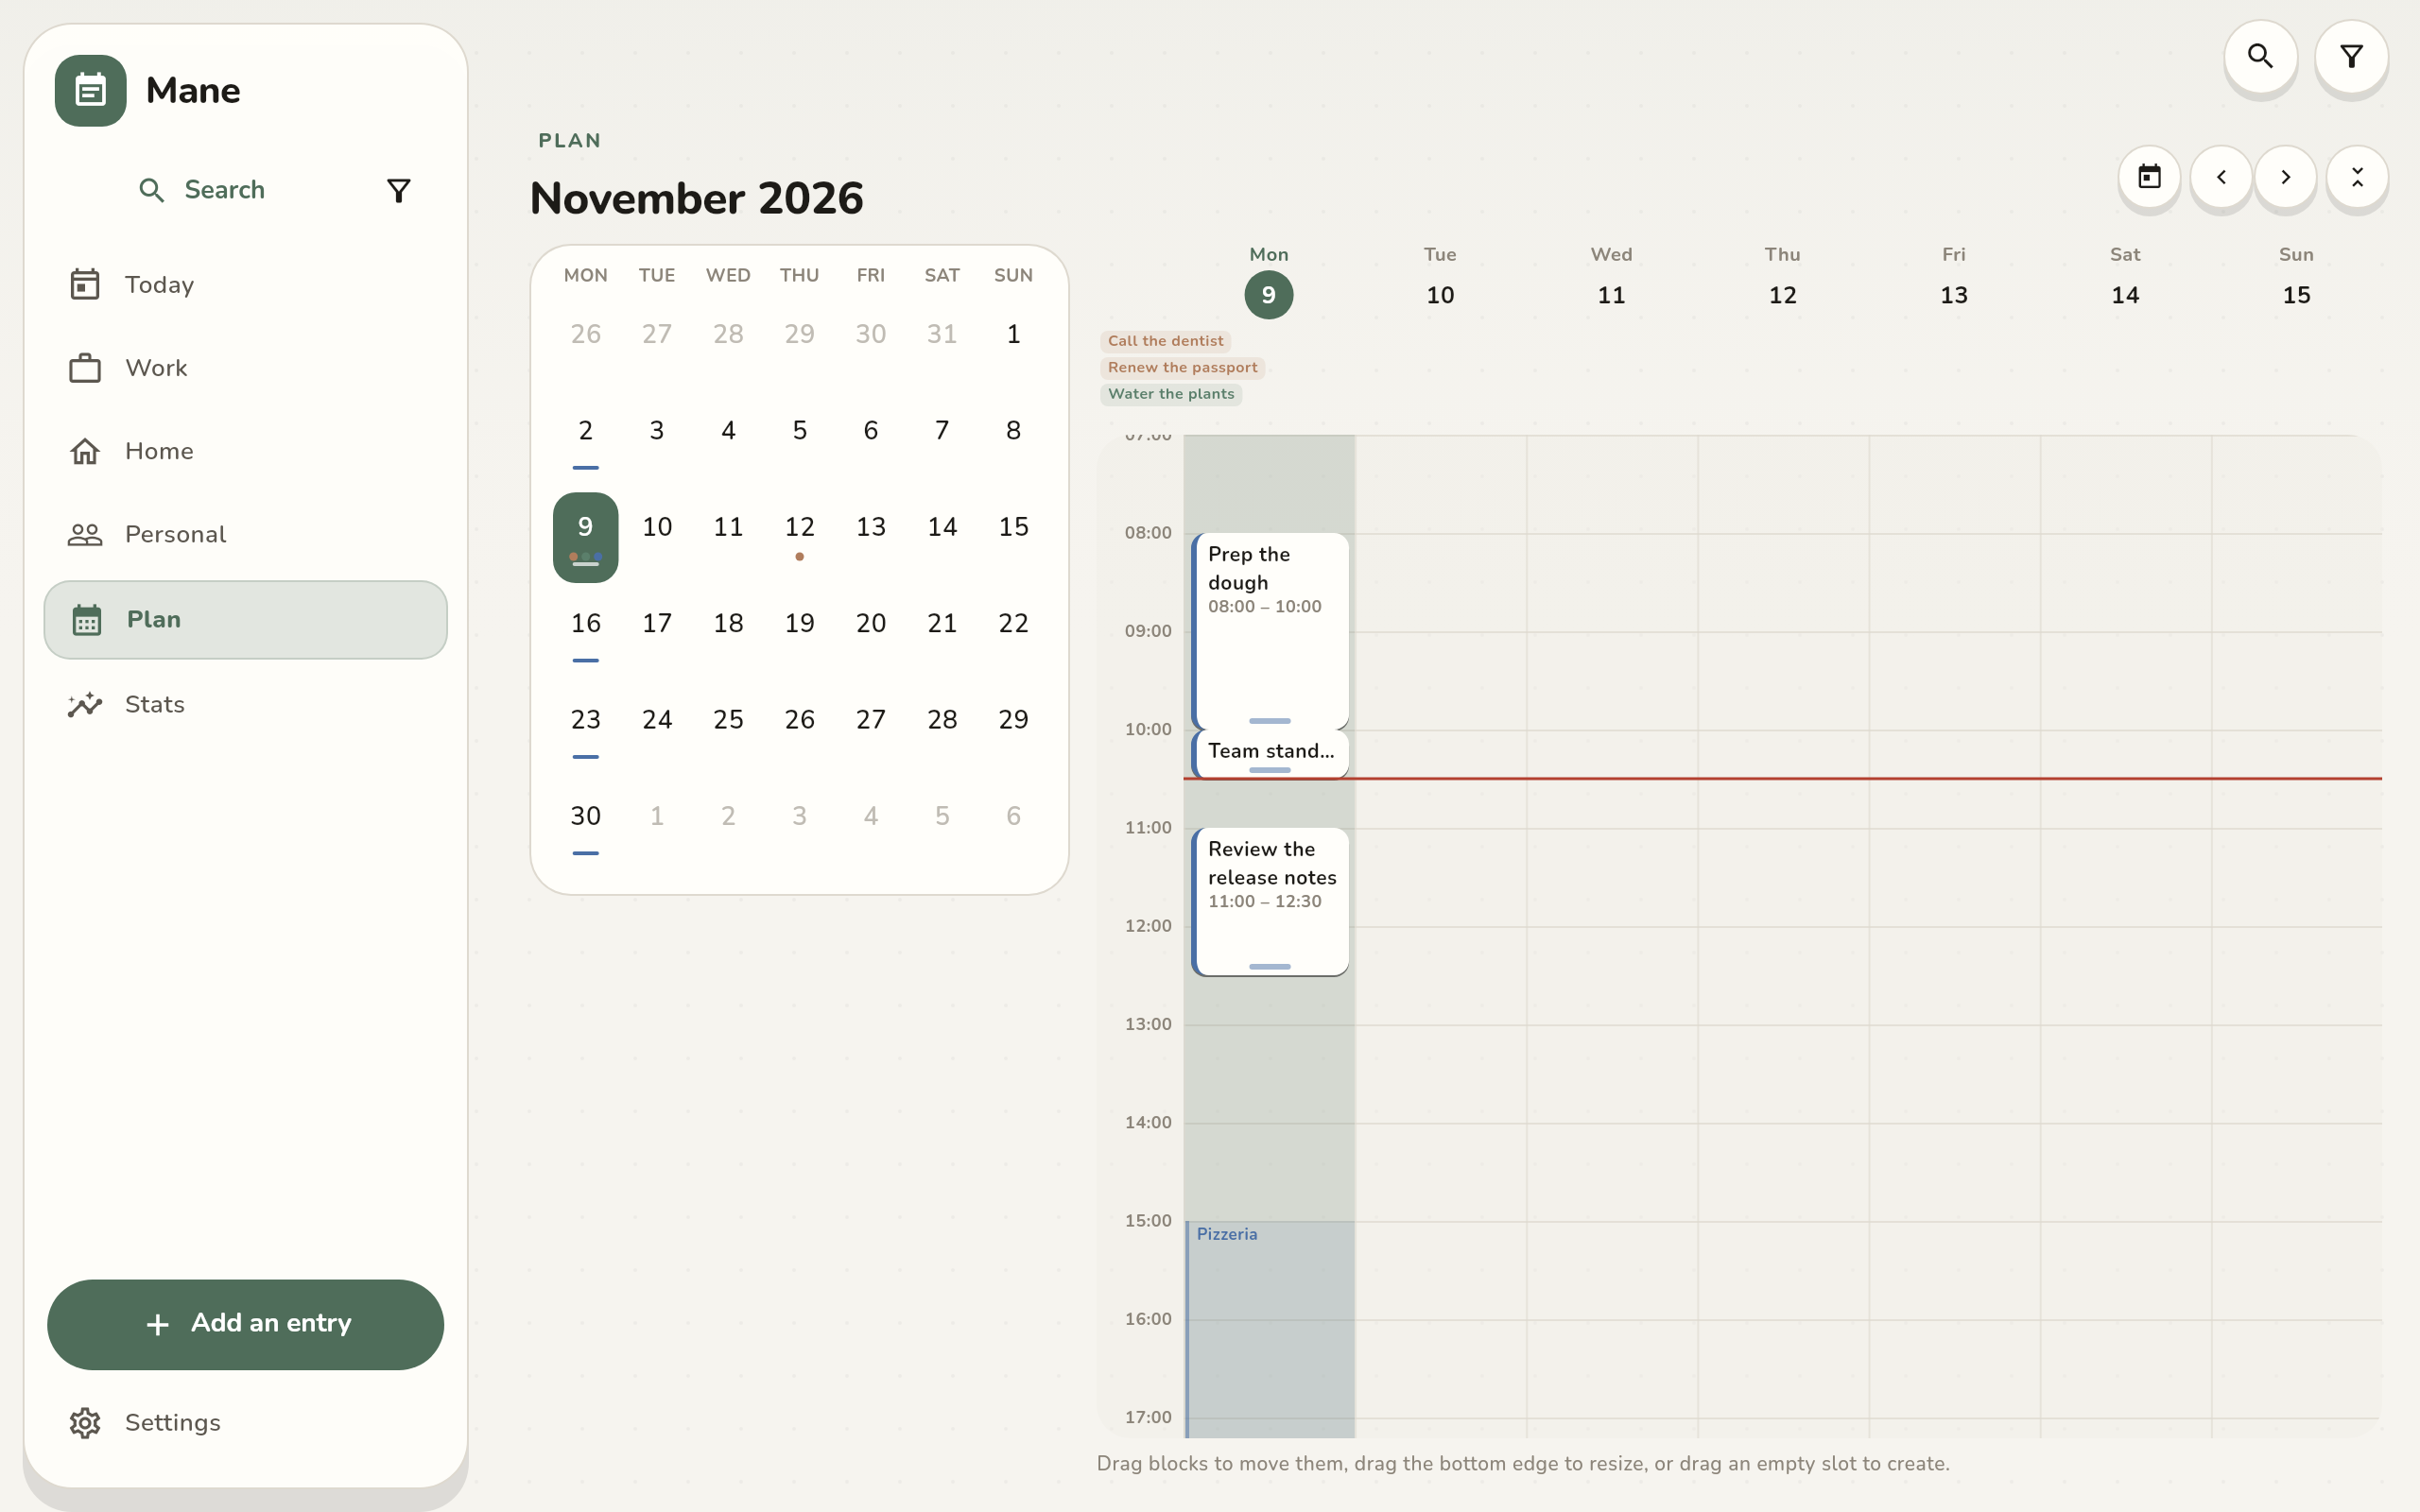 Mane
Search
Today
Work
Home
Personal
Plan
Stats
Add an entry
Settings
PLAN
November 2026
MON TUE WED THU FRI SAT SUN
26 27 28 29 30 31 1
2 3 4 5 6 7 8
9 10 11 12 13 14 15
16 17 18 19 20 21 22
23 24 25 26 27 28 29
30 1 2 3 4 5 6
Mon Tue Wed Thu Fri Sat Sun
9 10 11 12 13 14 15
Call the dentist
Renew the passport
Water the plants
07:00
08:00
Prep the
dough
08:00 – 10:00
09:00
10:00
Team stand...
11:00
Review the
release notes
11:00 – 12:30
12:00
13:00
14:00
15:00
Pizzeria
16:00
17:00
Drag blocks to move them, drag the bottom edge to resize, or drag an empty slot to create.